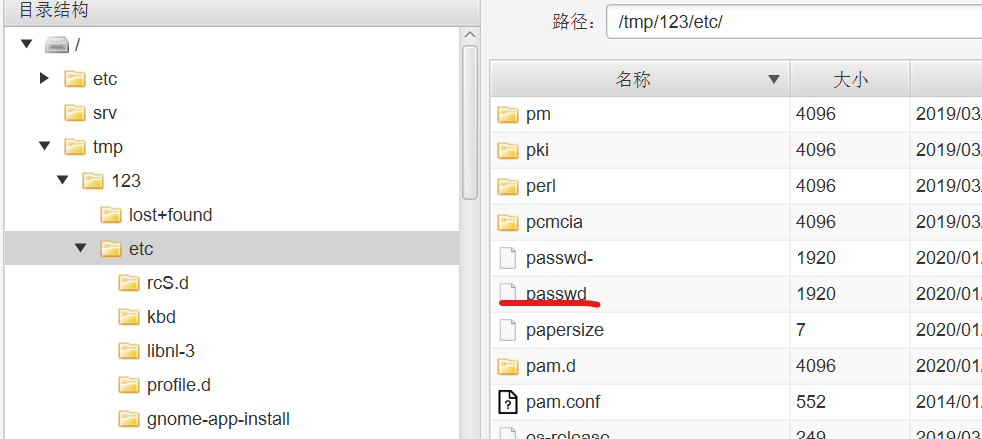 目录结构
/
etc
srv
tmp
123
lost+found
etc
rcS.d
kbd
libnl-3
profile.d
gnome-app-install
路径: /tmp/123/etc/
名称 大小
pm 4096 2019/03/
pki 4096 2019/03/
perl 4096 2019/03/
pcmcia 4096 2019/03/
passwd- 1920 2020/01/
passwd 1920 2020/01/
papersize 7 2020/01/
pam.d 4096 2020/01/
pam.conf 552 2014/01/
249 2019/03/